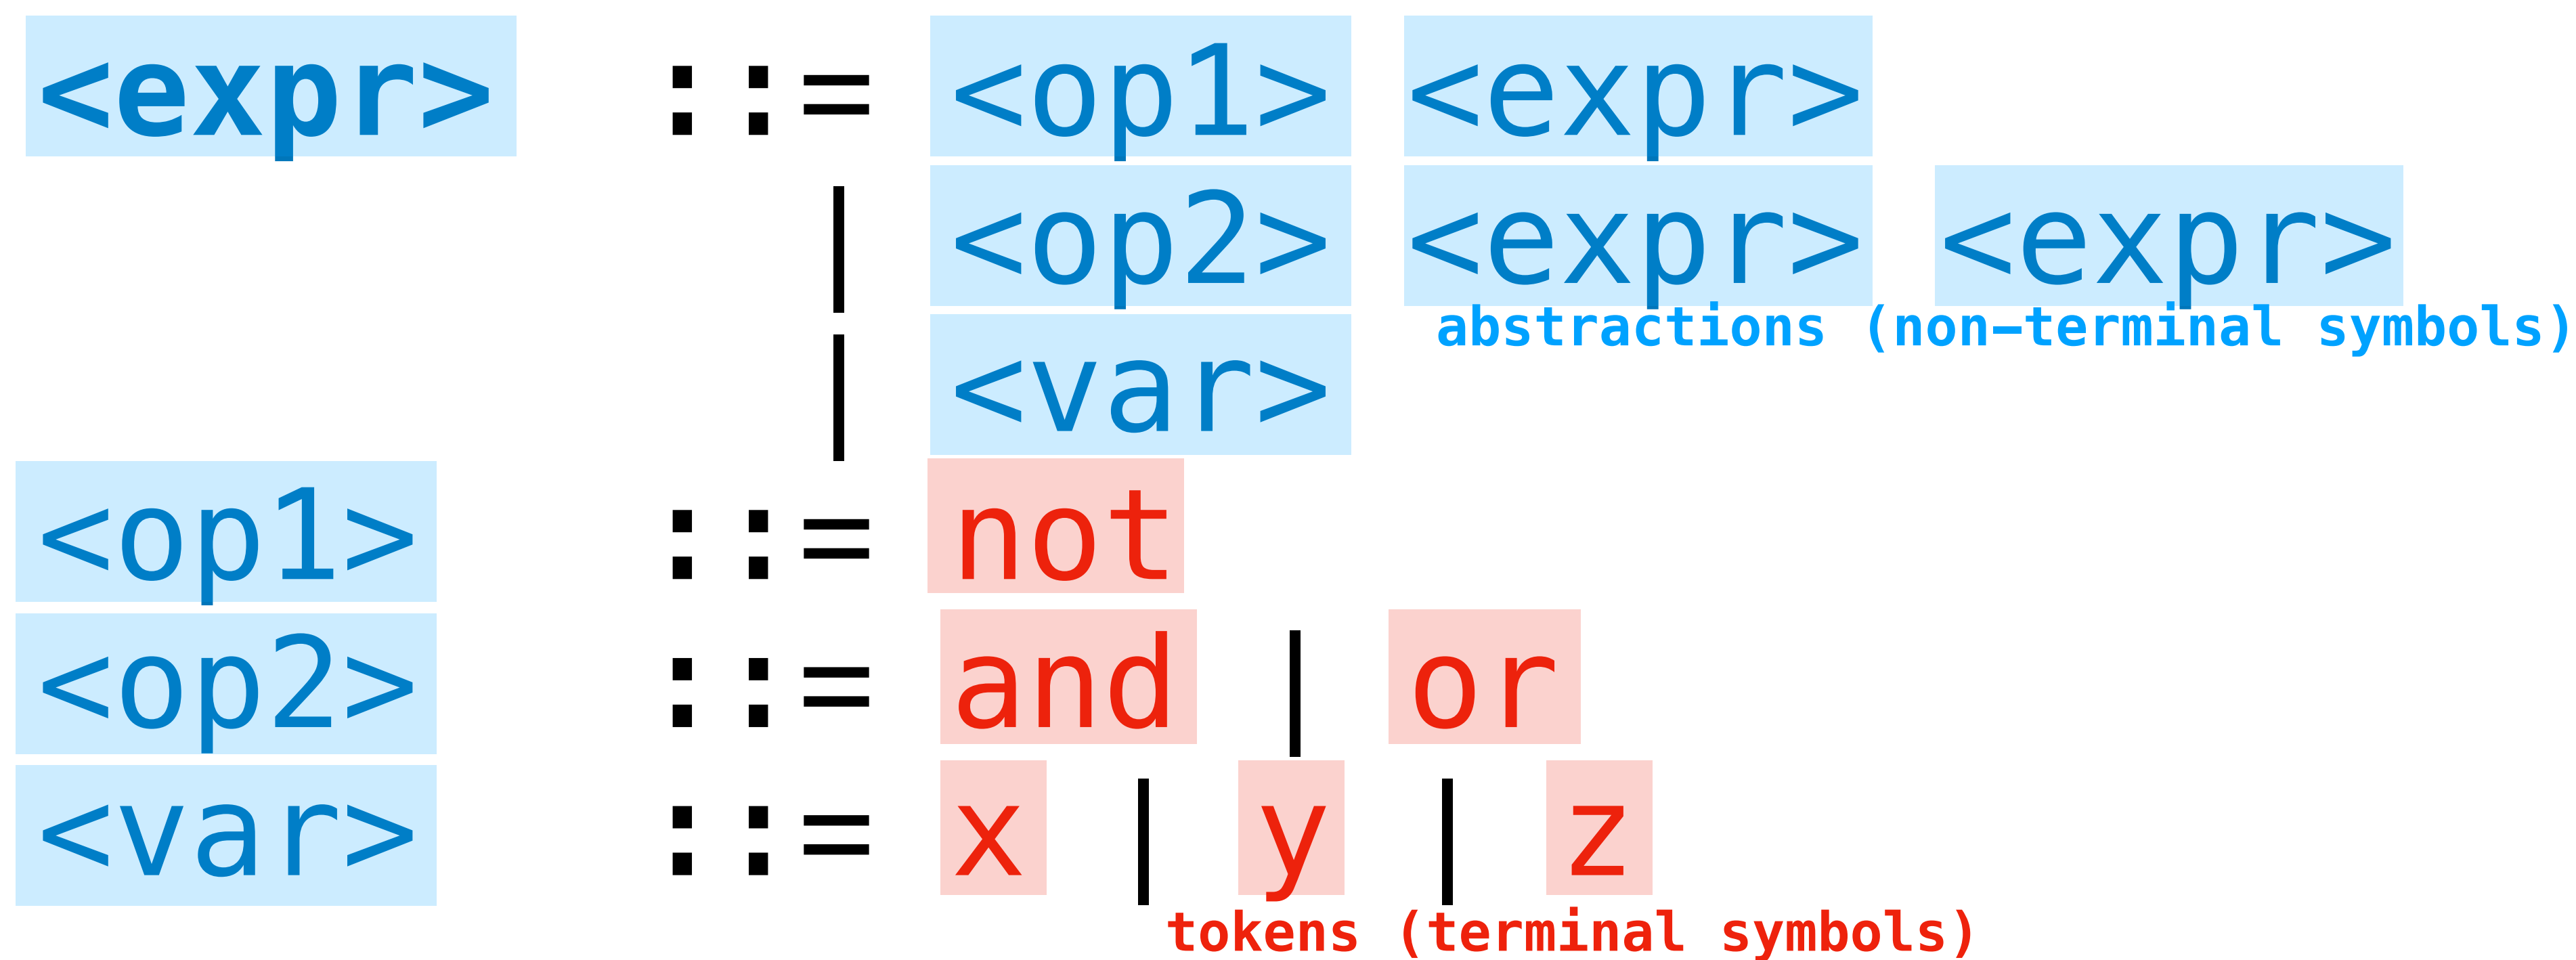 <expr> ::= <op1> <expr>
| <op2> <expr> <expr>
abstractions (non-terminal symbols)
| <var>
<op1> ::= not
<op2> ::= and | or
<var> ::= x | y | z
tokens (terminal symbols)